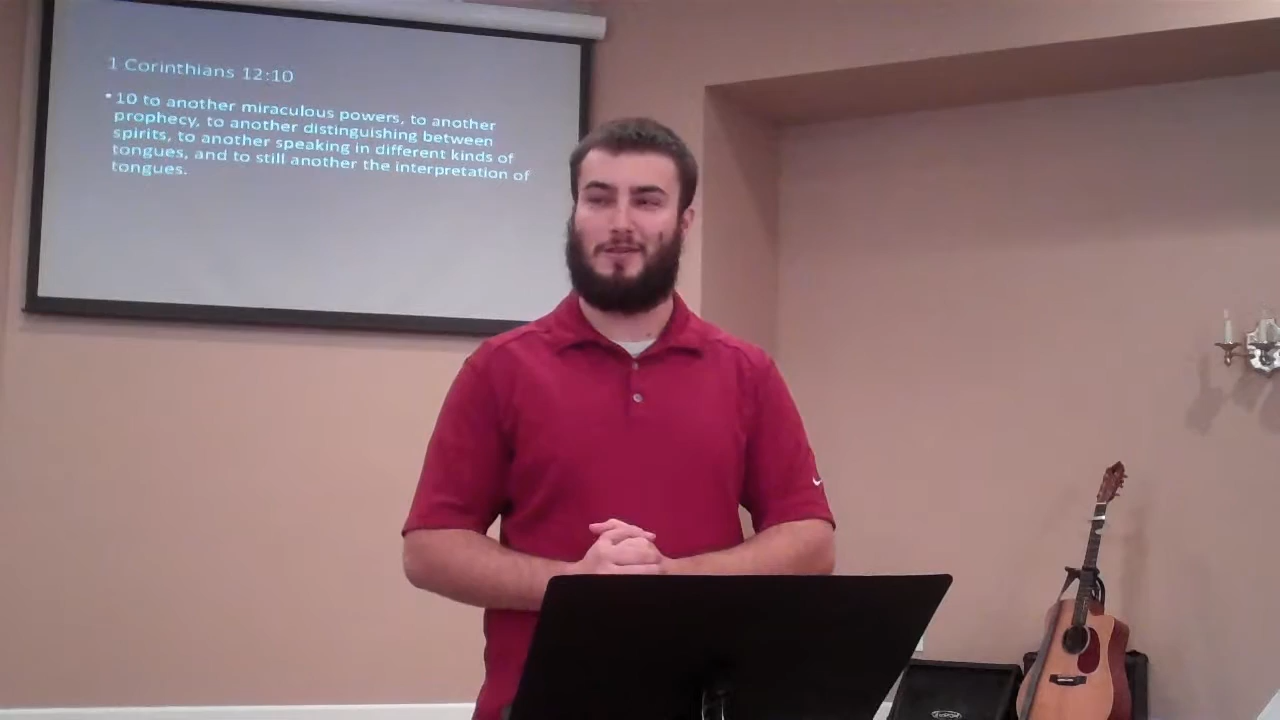 1 Corinthians 12:10
• 10 to another miraculous powers, to another
prophecy, to another distinguishing between
spirits, to another speaking in different kinds of
tongues, and to still another the interpretation of
tongues.